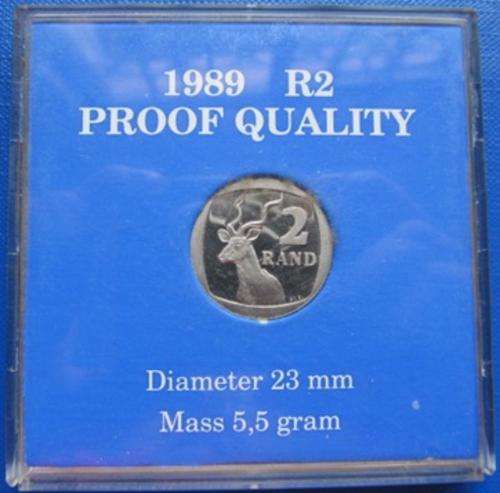 1989 R2
PROOF QUALITY
2
RAND
Diameter 23 mm
Mass 5,5 gram